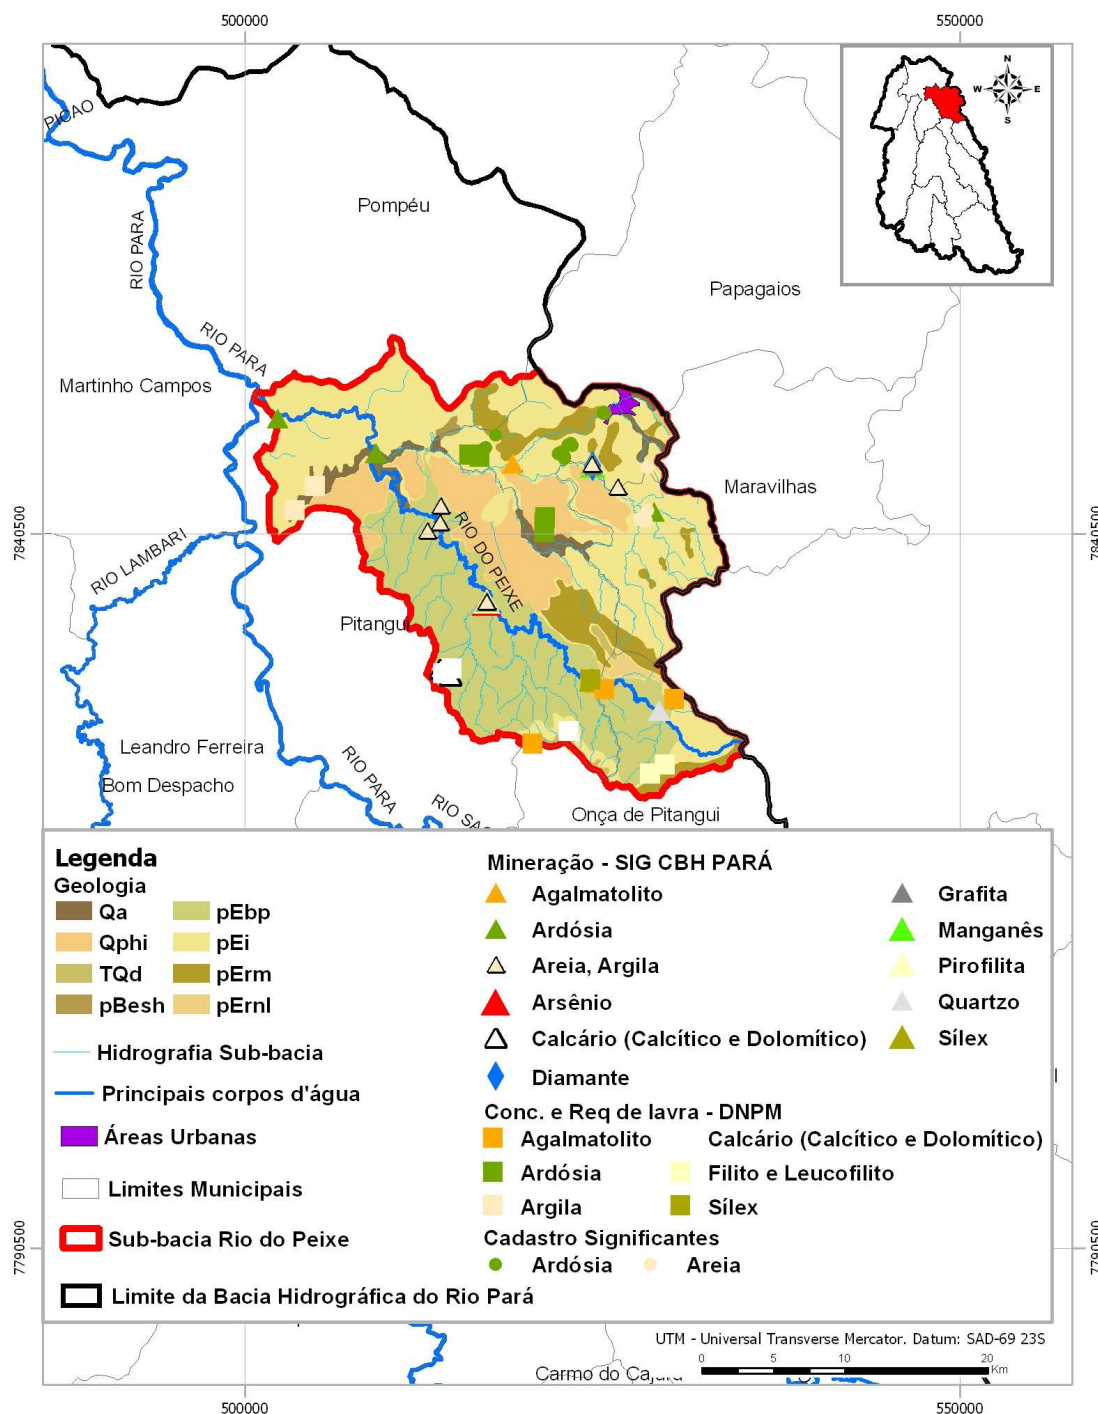 500000
550000
N
W
E
S
PICAO
RIO PARA
Pompéu
Papagaios
RIO PARA
Martinho Campos
Maravilhas
7840500
7840500
RIO LAMBARI
RIO DO PEIXE
Pitangui
Leandro Ferreira
Bom Despacho
RIO PARA
Onça de Pitangui
Legenda
Geologia
Qa
pEbp
Qphi
pEi
TQd
pErm
pBesh
pErnl
Hidrografia Sub-bacia
Principais corpos d'água
Áreas Urbanas
Limites Municipais
Sub-bacia Rio do Peixe
Limite da Bacia Hidrográfica do Rio Pará
Mineração - SIG CBH PARÁ
Agalmatolito
Ardósia
Areia, Argila
Arsênio
Calcário (Calcítico e Dolomítico)
Diamante
Grafita
Manganês
Pirofilita
Quartzo
Sílex
Conc. e Req de lavra - DNPM
Agalmatolito
Calcário (Calcítico e Dolomítico)
Ardósia
Filito e Leucofilito
Argila
Sílex
Cadastro Significantes
Ardósia
Areia
7790500
7790500
UTM - Universal Transverse Mercator. Datum: SAD-69 23S
0 5 10 20
Km
Carmo do Cajuru
500000
550000